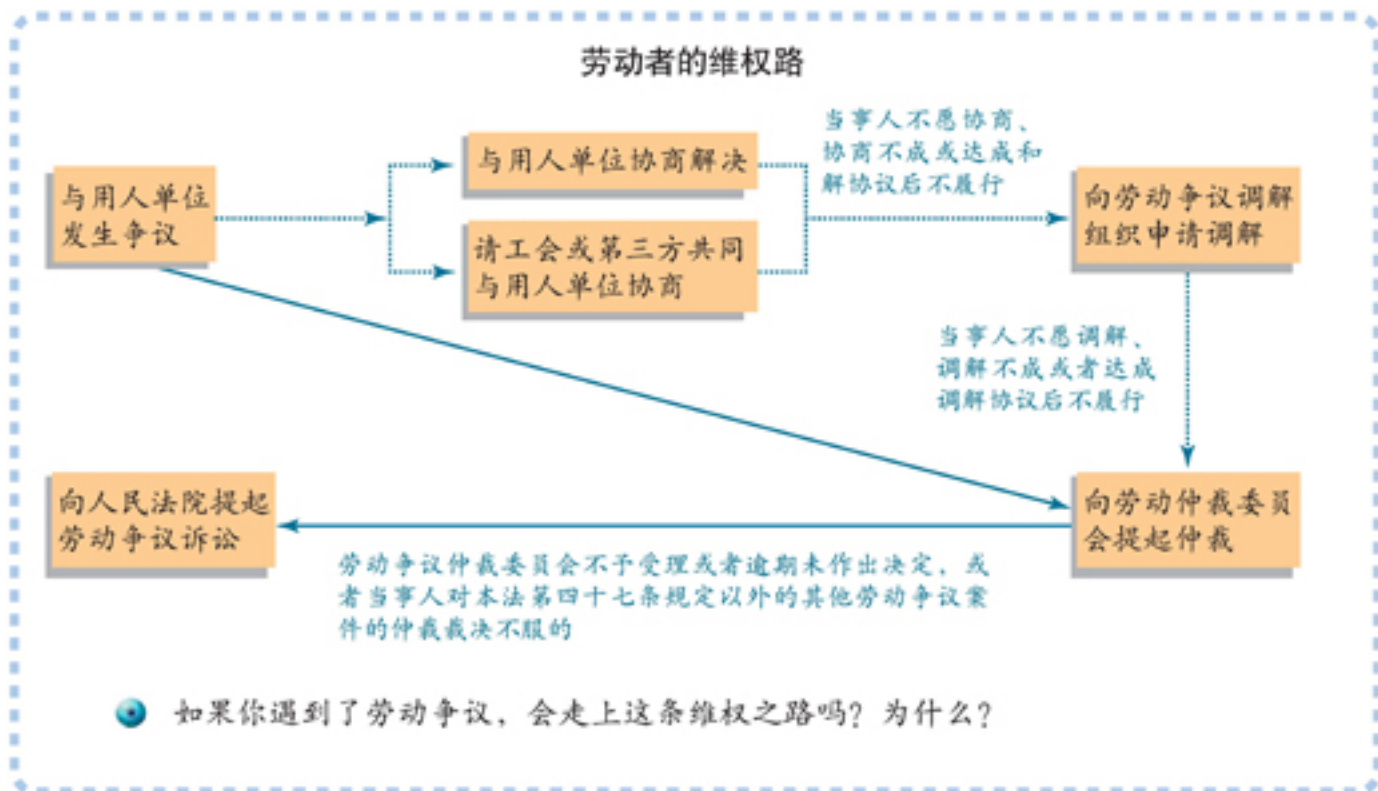 劳动者的维权路
与用人单位
发生争议
与用人单位协商解决
请工会或第三方共同
与用人单位协商
当事人不愿协商、
协商不成或达成和
解协议后不履行
向劳动争议调解
组织申请调解
当事人不愿调解、
调解不成或者达成
调解协议后不履行
向劳动仲裁委员
会提起仲裁
劳动争议仲裁委员会不予受理或者逾期未作出决定，或
者当事人对本法第四十七条规定以外的其他劳动争议案
件的仲裁裁决不服的
向人民法院提起
劳动争议诉讼
如果你遇到了劳动争议，会走上这条维权之路吗？为什么？